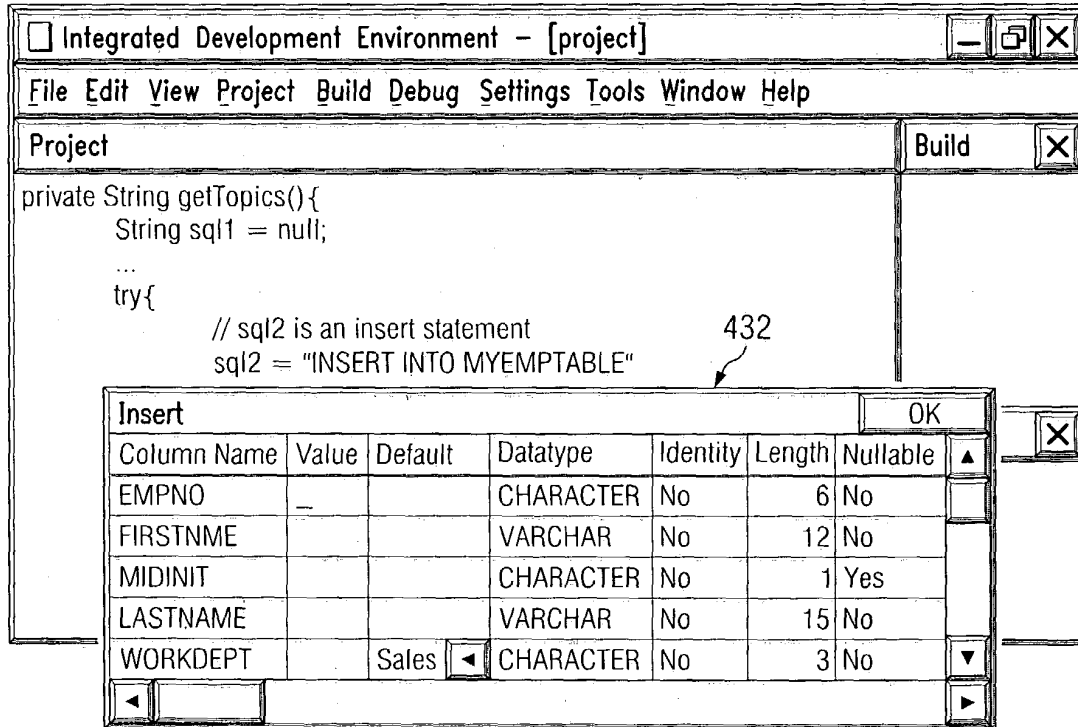 Integrated Development Environment – [project]
File Edit View Project Build Debug Settings Tools Window Help
Project Build
private String getTopics(){
String sql1 = null;
...
try{
// sql2 is an insert statement
sql2 = "INSERT INTO MYEMPTABLE"
432
Insert OK
Column Name Value Default Datatype Identity Length Nullable
EMPNO _ CHARACTER No 6 No
FIRSTNME VARCHAR No 12 No
MIDINIT CHARACTER No 1 Yes
LASTNAME VARCHAR No 15 No
WORKDEPT Sales CHARACTER No 3 No